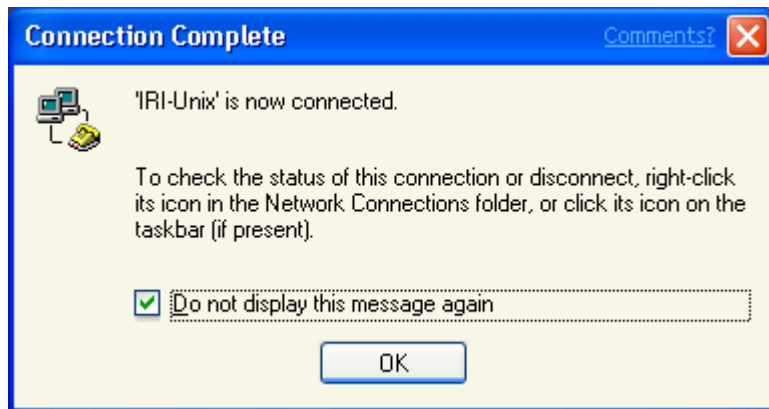 Connection Complete
Comments?
'IRI-Unix' is now connected.
To check the status of this connection or disconnect, right-click
its icon in the Network Connections folder, or click its icon on the
taskbar (if present).
Do not display this message again
OK